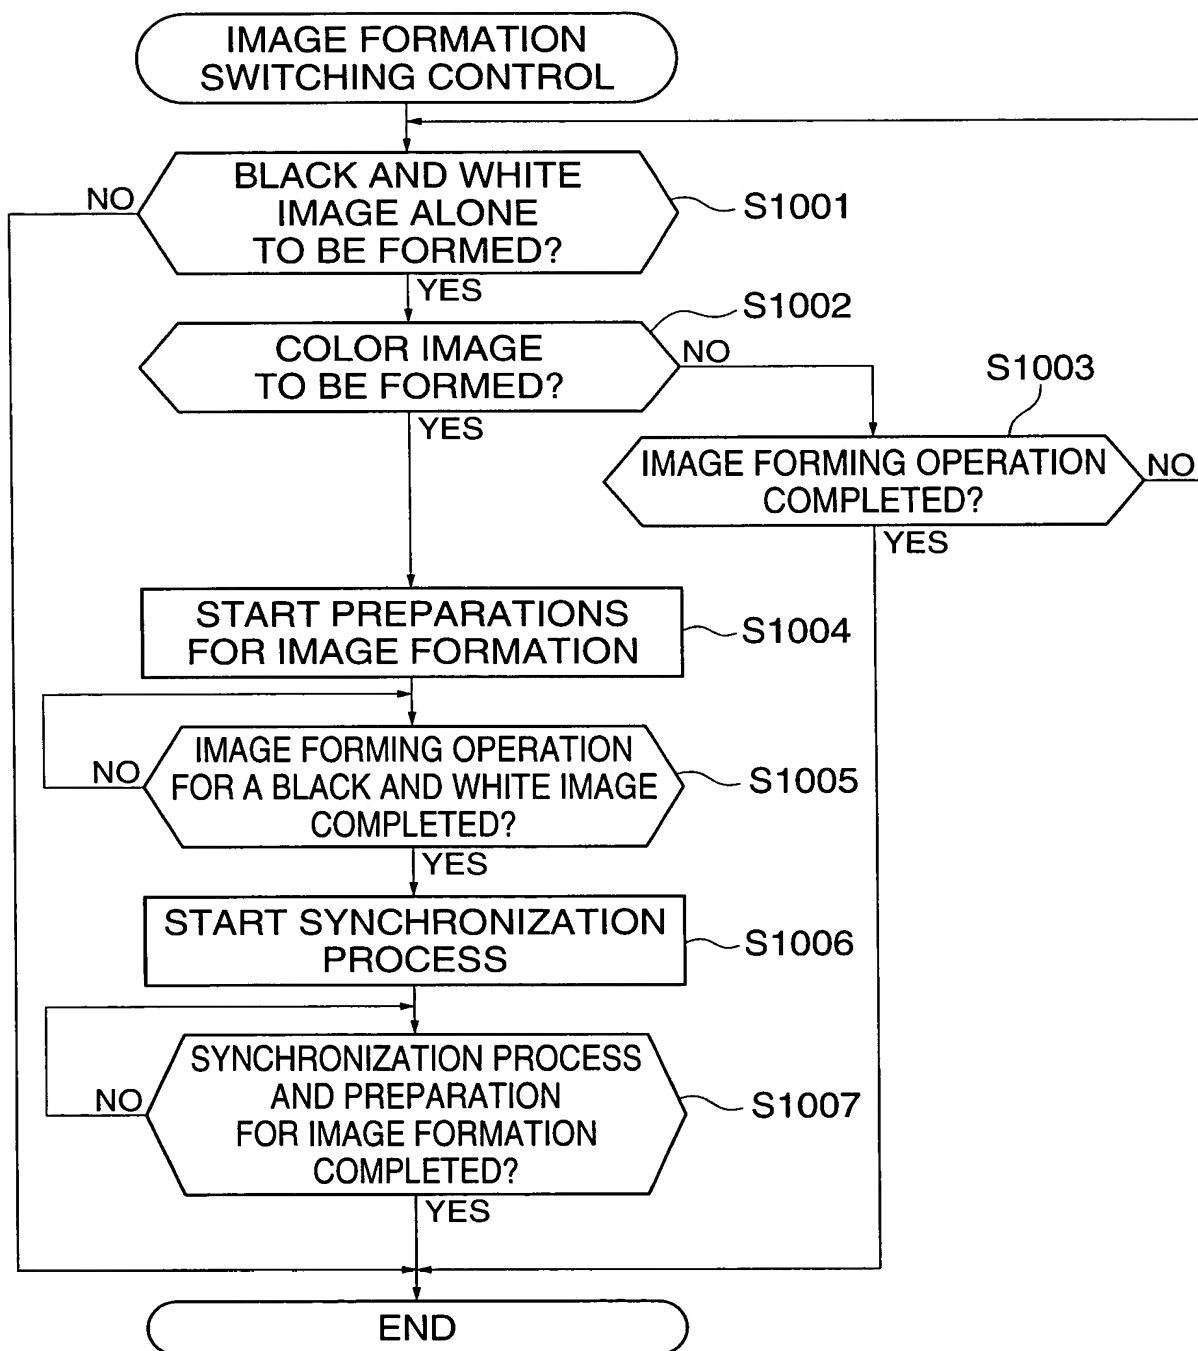 IMAGE FORMATION
SWITCHING CONTROL
BLACK AND WHITE
IMAGE ALONE
TO BE FORMED?
NO
S1001
YES
S1002
COLOR IMAGE
TO BE FORMED?
NO
YES
S1003
IMAGE FORMING OPERATION
COMPLETED?
NO
YES
START PREPARATIONS
FOR IMAGE FORMATION
S1004
IMAGE FORMING OPERATION
FOR A BLACK AND WHITE IMAGE
COMPLETED?
NO
S1005
YES
START SYNCHRONIZATION
PROCESS
S1006
SYNCHRONIZATION PROCESS
AND PREPARATION
FOR IMAGE FORMATION
COMPLETED?
NO
S1007
YES
END